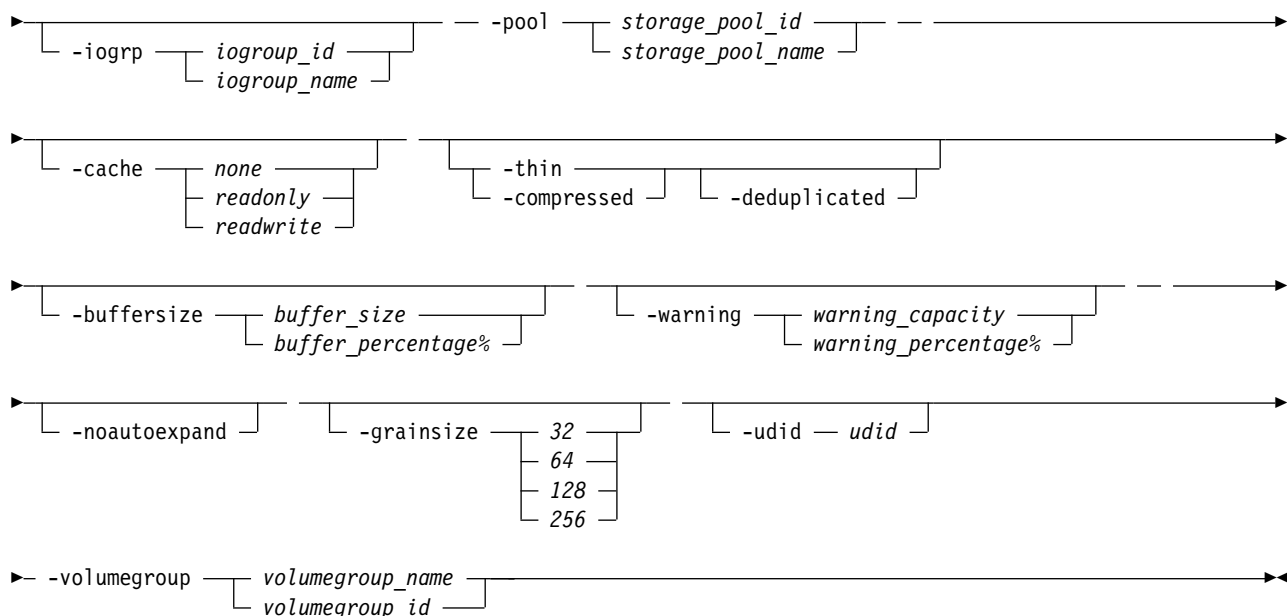 -iogrp iogroup_id -pool storage_pool_id
iogroup_name storage_pool_name
-cache none -thin
readonly -compressed -deduplicated
readwrite
-buffersize buffer_size -warning warning_capacity
buffer_percentage% warning_percentage%
-noautoexpand -grainsize 32 -udid udid
64
128
256
-volumegroup volumegroup_name
volumegroup_id